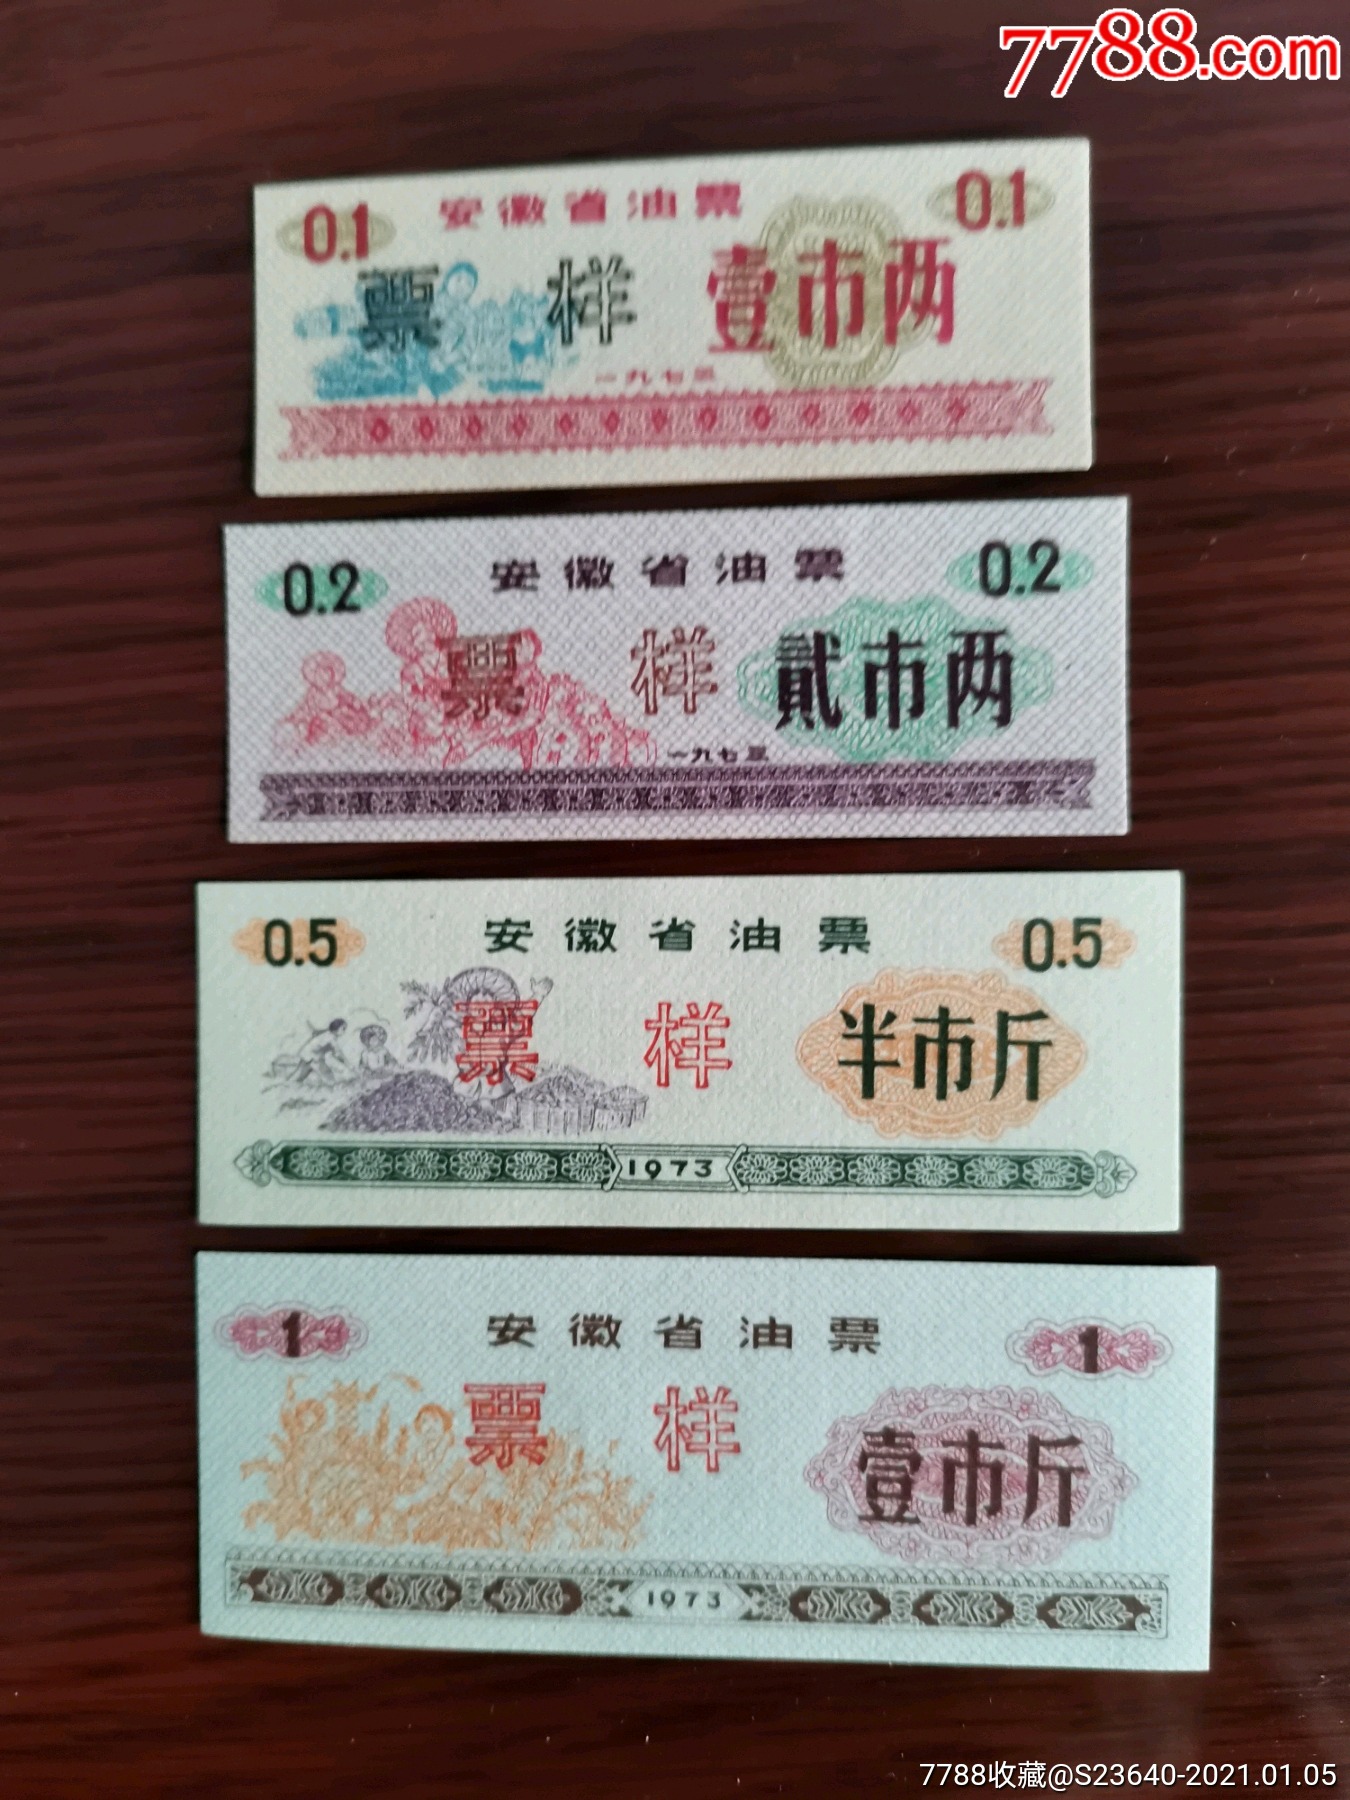 7788.com
安徽省油票
0.1
0.1
票样
壹市两
一九七三
安徽省油票
0.2
0.2
票样
貳市两
一九七三
安徽省油票
0.5
0.5
票样
半市斤
1973
安徽省油票
1
1
票样
壹市斤
1973
7788收藏@S23640-2021.01.05